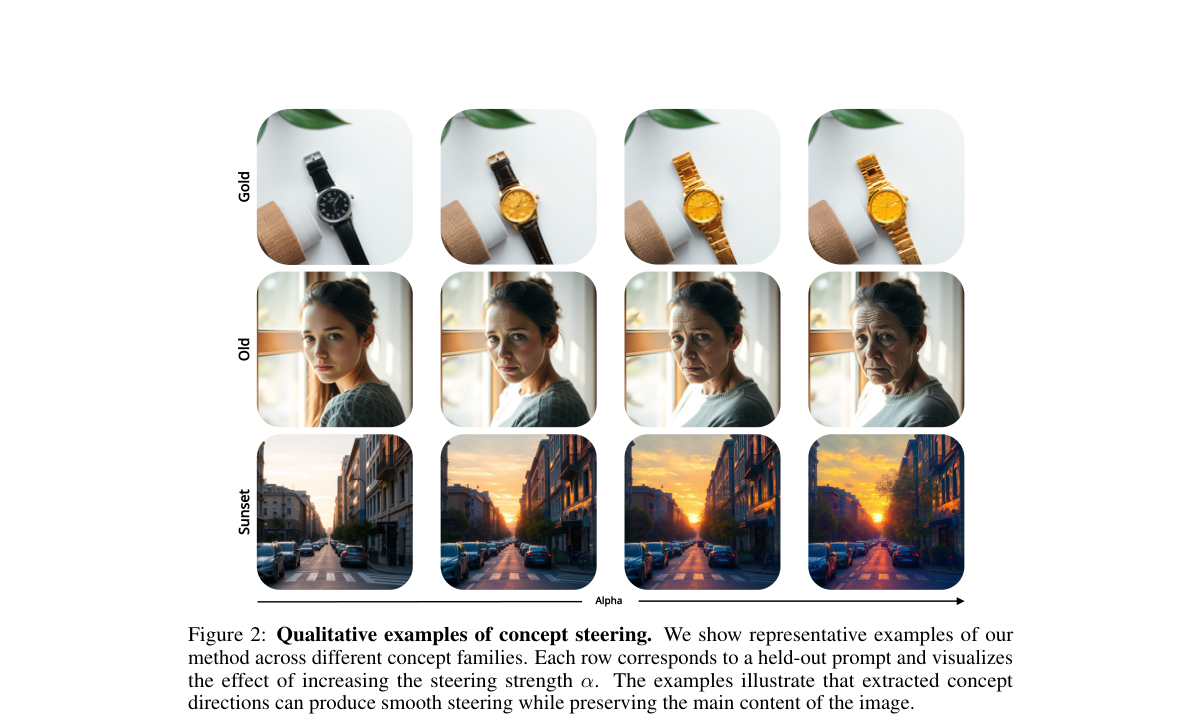 Gold
Old
Sunset
Alpha
Figure 2: Qualitative examples of concept steering. We show representative examples of our
method across different concept families. Each row corresponds to a held-out prompt and visualizes
the effect of increasing the steering strength α. The examples illustrate that extracted concept
directions can produce smooth steering while preserving the main content of the image.